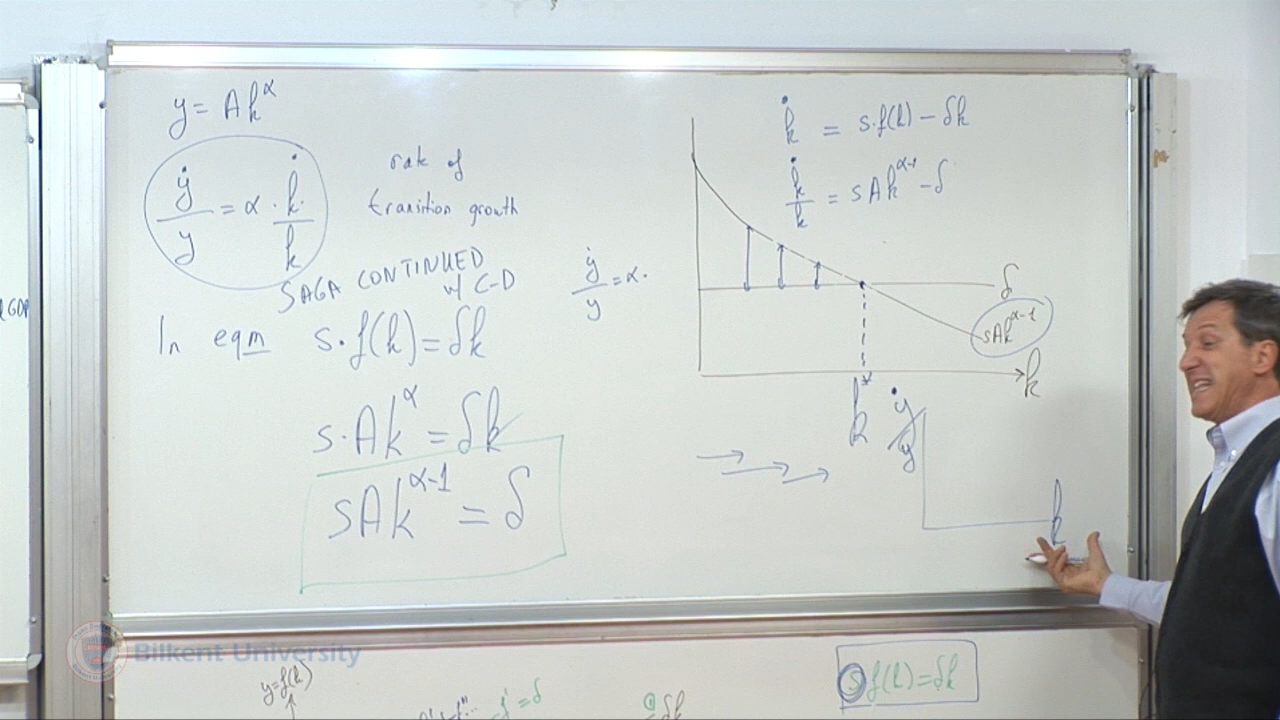 y = Ak^α
ẏ/y = α · k̇/k
rate of
transition growth
SAGA CONTINUED
w/ C-D
ẏ/y = α·
In eqm s·f(k) = δk
s·Ak^α = δk
sAk^(α-1) = δ
k̇ = s·f(k) − δk
k̇/k = sAk^(α-1) − δ
δ
sAk^(α-1)
k
k*
ẏ/y
k
Bilkent University
y=f(k)
s f(k) = δk
δk